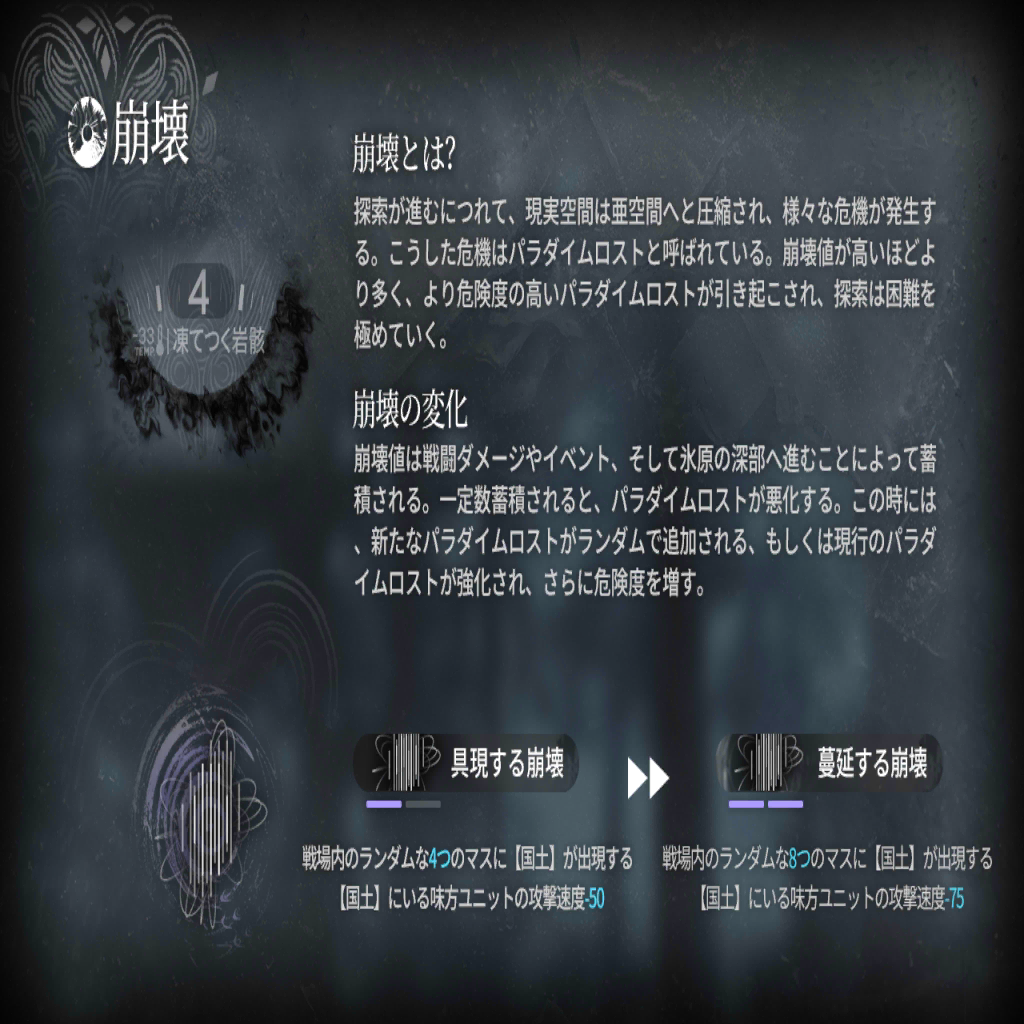 崩壊
崩壊とは?
探索が進むにつれて、現実空間は亜空間へと圧縮され、様々な危機が発生す
る。こうした危機はパラダイムロストと呼ばれている。崩壊値が高いほどよ
り多く、より危険度の高いパラダイムロストが引き起こされ、探索は困難を
極めていく。
4
-33
TEMP
凍てつく岩骸
崩壊の変化
崩壊値は戦闘ダメージやイベント、そして氷原の深部へ進むことによって蓄
積される。一定数蓄積されると、パラダイムロストが悪化する。この時には
、新たなパラダイムロストがランダムで追加される、もしくは現行のパラダ
イムロストが強化され、さらに危険度を増す。
具現する崩壊
戦場内のランダムな4つのマスに【国土】が出現する
【国土】にいる味方ユニットの攻撃速度-50
蔓延する崩壊
戦場内のランダムな8つのマスに【国土】が出現する
【国土】にいる味方ユニットの攻撃速度-75